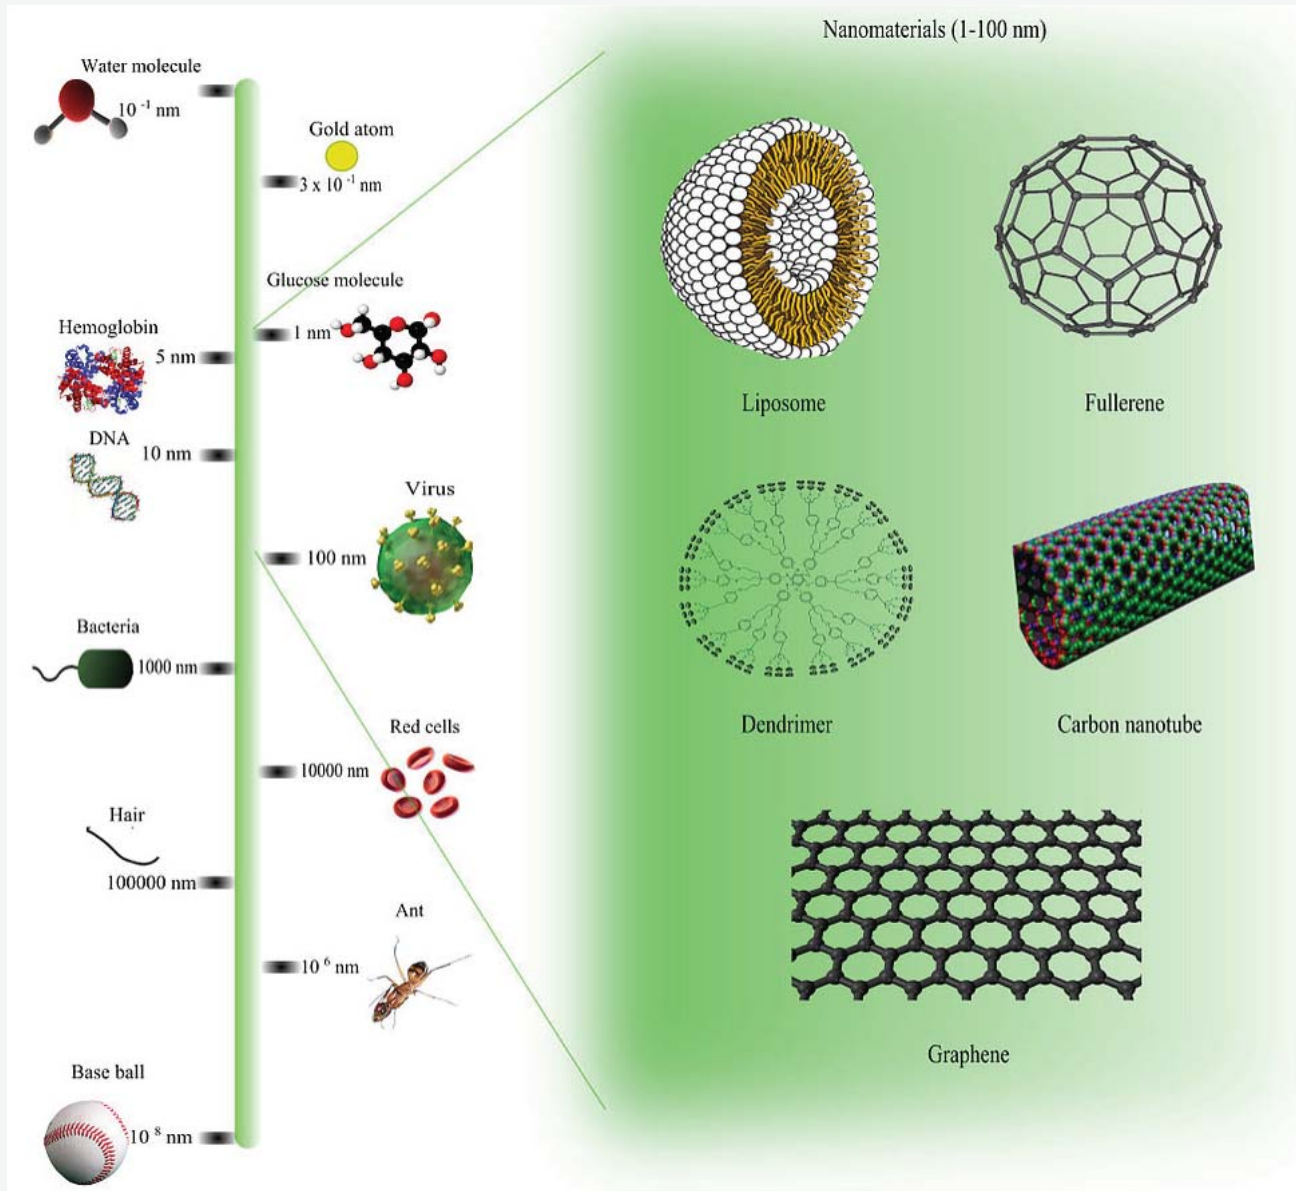 Nanomaterials (1-100 nm)
Water molecule
10⁻¹ nm
Gold atom
3 x 10⁻¹ nm
Glucose molecule
1 nm
Hemoglobin
5 nm
DNA
10 nm
Virus
100 nm
Bacteria
1000 nm
Red cells
10000 nm
Hair
100000 nm
Ant
10⁶ nm
Base ball
10⁸ nm
Liposome
Fullerene
Dendrimer
Carbon nanotube
Graphene